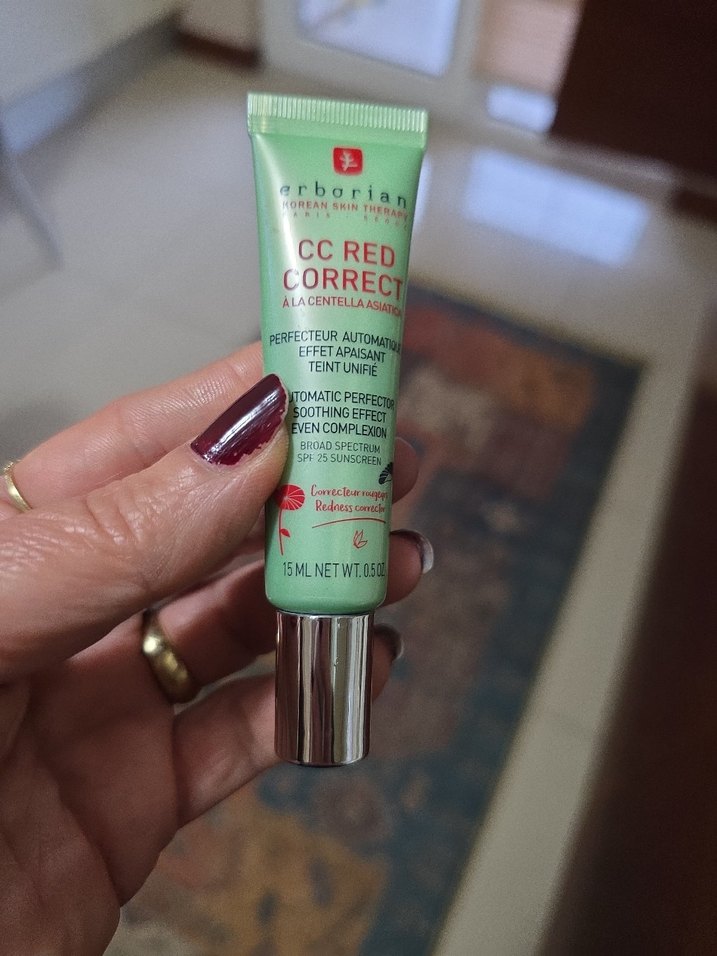 erborian
KOREAN SKIN THERAPY
PARIS · SEOUL
CC RED
CORRECT
À LA CENTELLA ASIATICA
PERFECTEUR AUTOMATIQUE
EFFET APAISANT
TEINT UNIFIÉ
AUTOMATIC PERFECTOR
SOOTHING EFFECT
EVEN COMPLEXION
BROAD SPECTRUM
SPF 25 SUNSCREEN
Correcteur rougeurs
Redness corrector
15 ML NET WT. 0.5 OZ